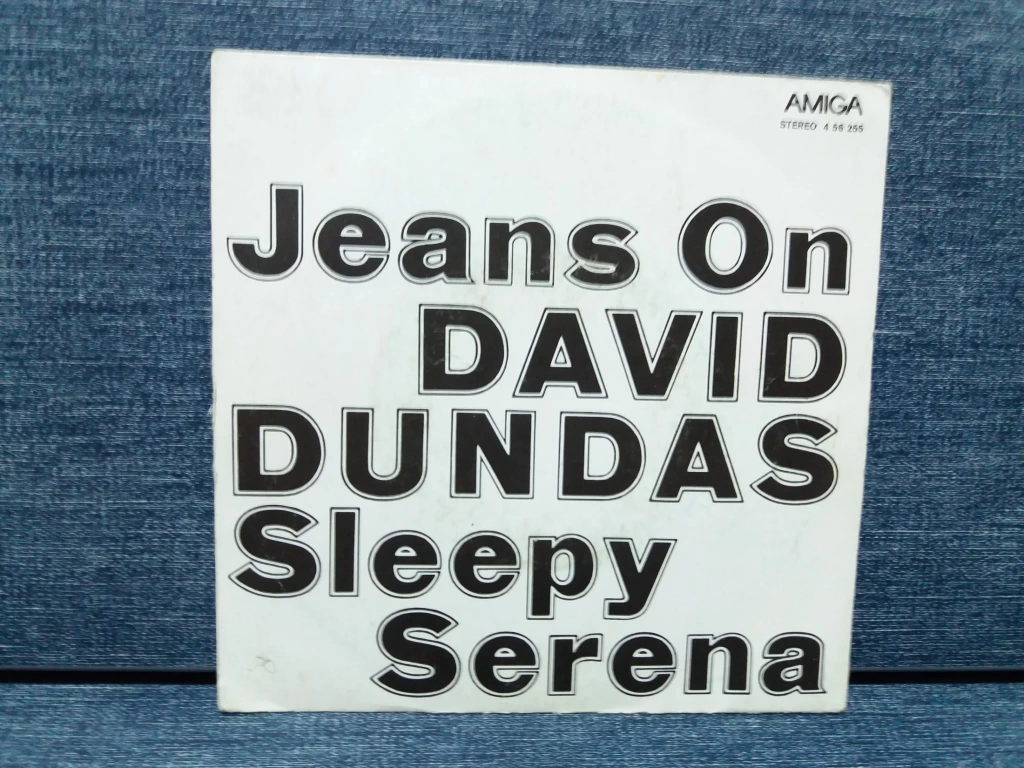 AMIGA
STEREO 4 56 255
Jeans On
DAVID
DUNDAS
Sleepy
Serena